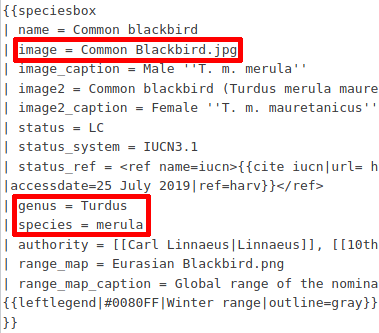 {{speciesbox
| name = Common blackbird
| image = Common Blackbird.jpg
| image_caption = Male ''T. m. merula''
| image2 = Common blackbird (Turdus merula maure
| image2_caption = Female ''T. m. mauretanicus''
| status = LC
| status_system = IUCN3.1
| status_ref = <ref name=iucn>{{cite iucn|url= h
|accessdate=25 July 2019|ref=harv}}</ref>
| genus = Turdus
| species = merula
| authority = [[Carl Linnaeus|Linnaeus]], [[10th
| range_map = Eurasian Blackbird.png
| range_map_caption = Global range of the nomina
{{leftlegend|#0080FF|Winter range|outline=gray}}
}}